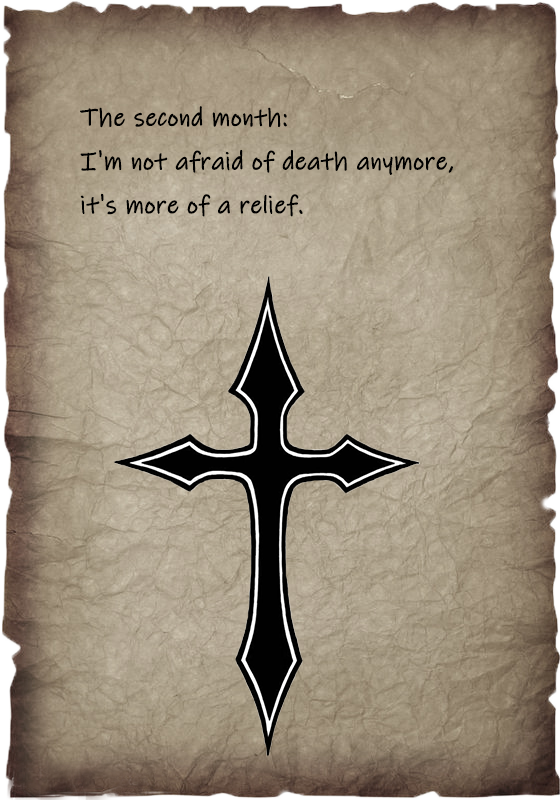 The second month:
I'm not afraid of death anymore,
it's more of a relief.